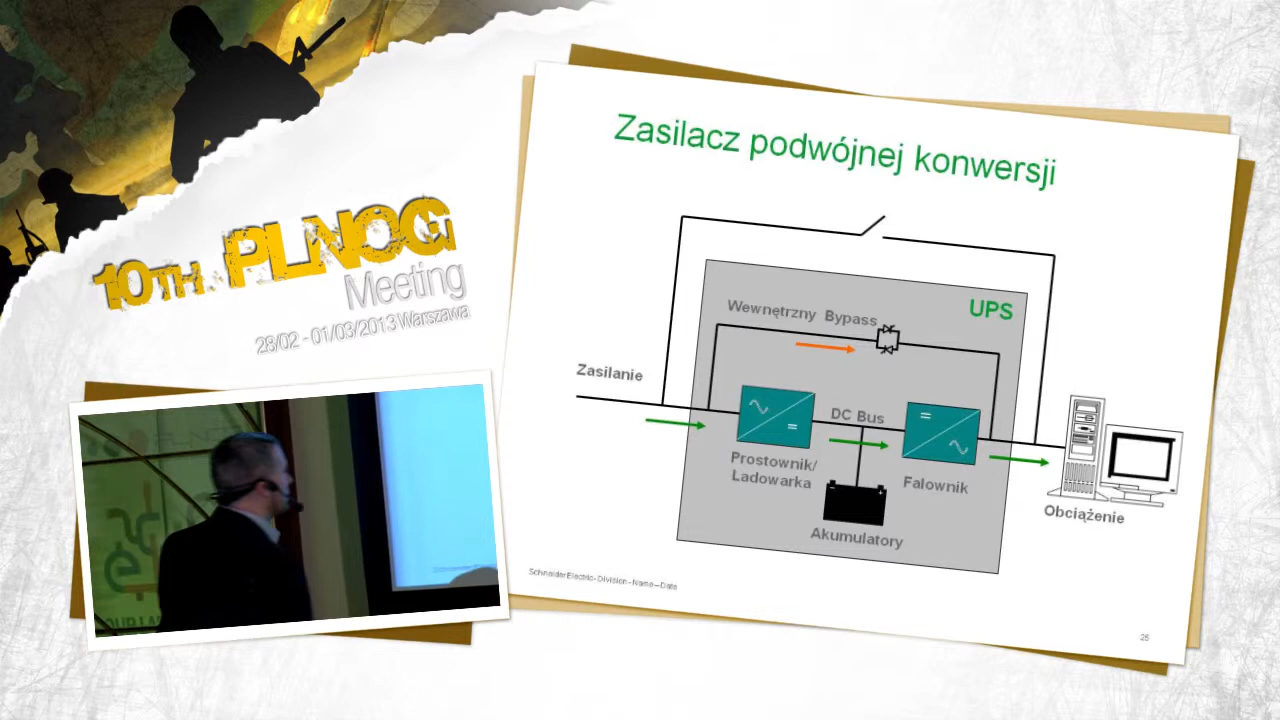 Zasilacz podwójnej konwersji
10TH PLNOG
Meeting
28/02 - 01/03/2013 Warszawa
UPS
Wewnętrzny Bypass
Zasilanie
DC Bus
Prostownik/
Ladowarka
Falownik
Akumulatory
Obciążenie
Schneider Electric - Division - Name – Date
25